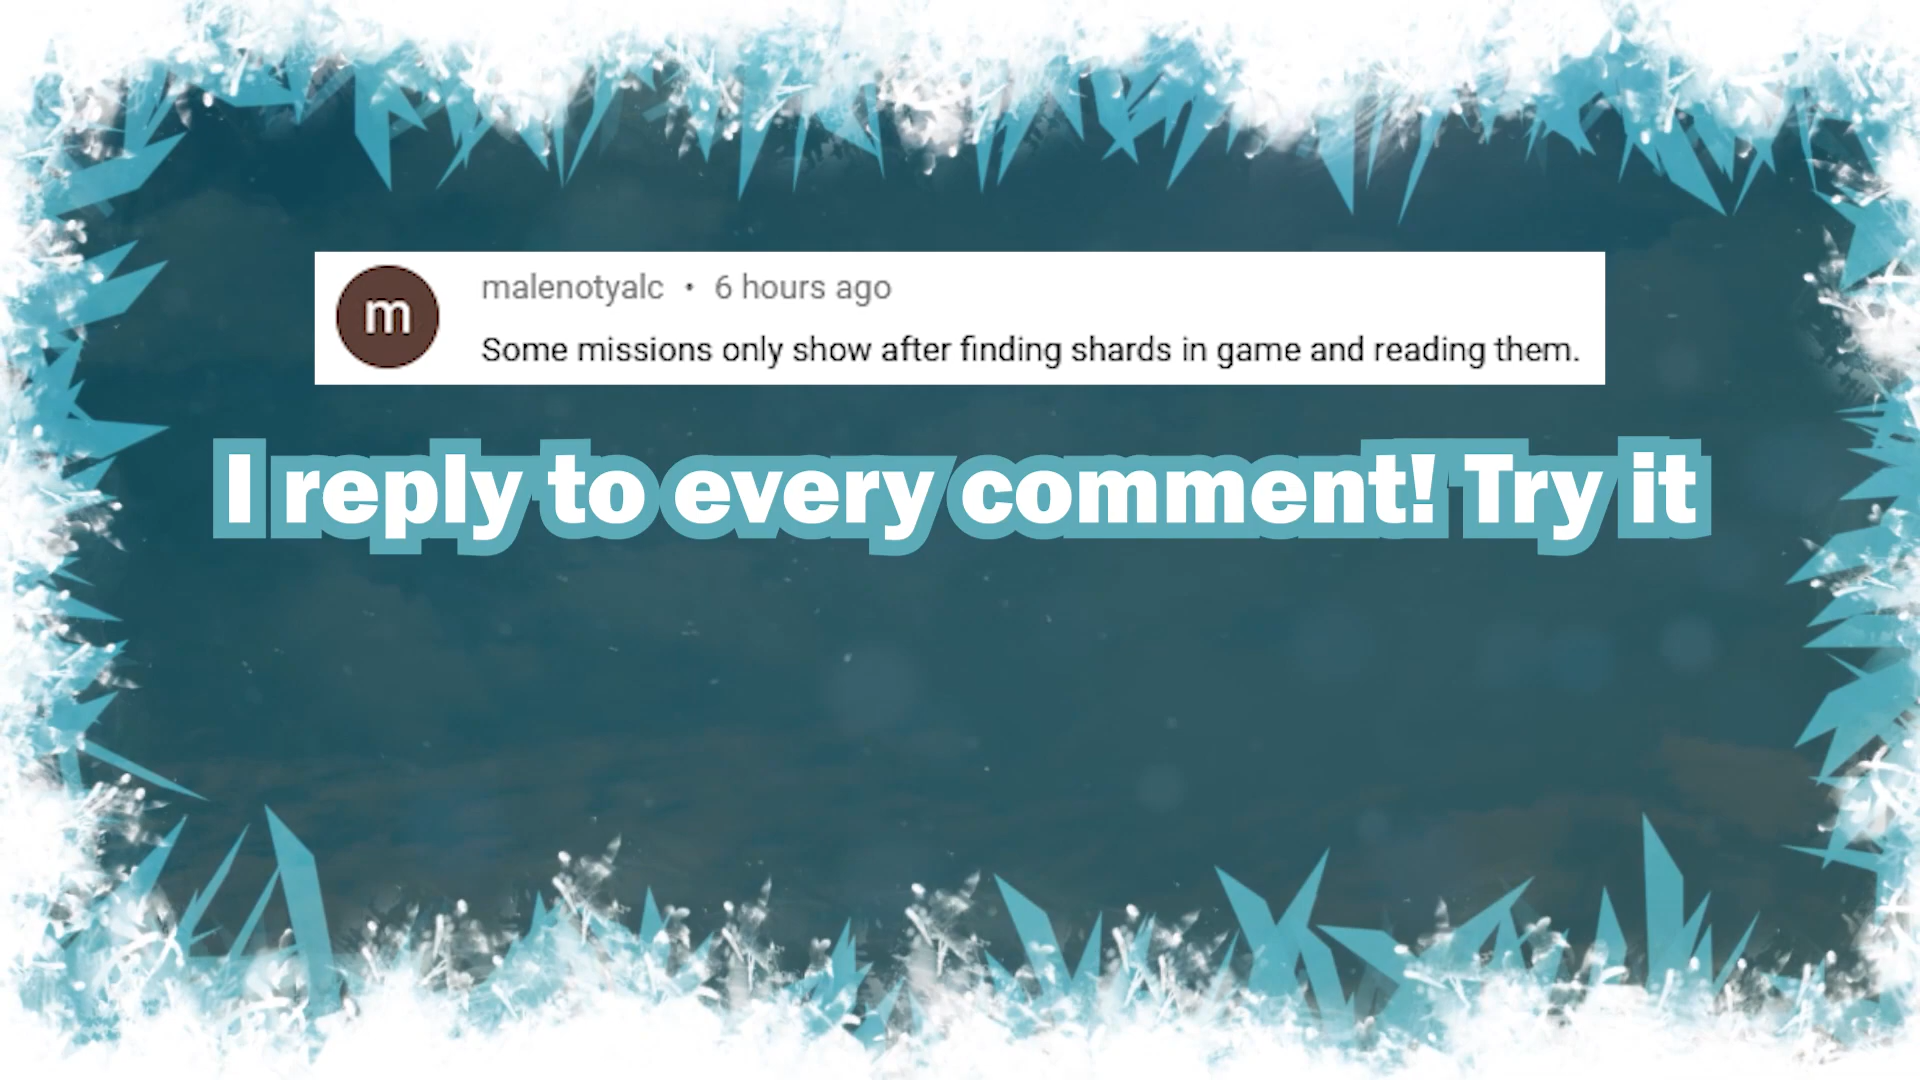 m
malenotyalc • 6 hours ago
Some missions only show after finding shards in game and reading them.
I reply to every comment! Try it